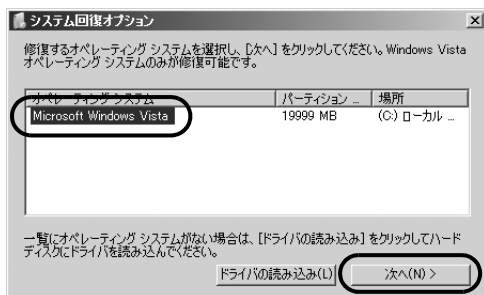 システム回復オプション
修復するオペレーティング システムを選択し、[次へ] をクリックしてください。Windows Vista
オペレーティング システムのみが修復可能です。
オペレーティング システム パーティション ... 場所
Microsoft Windows Vista 19999 MB (C:) ローカル ...
一覧にオペレーティング システムがない場合は、[ドライバの読み込み] をクリックしてハード
ディスクにドライバを読み込んでください。
ドライバの読み込み(L) 次へ(N) >